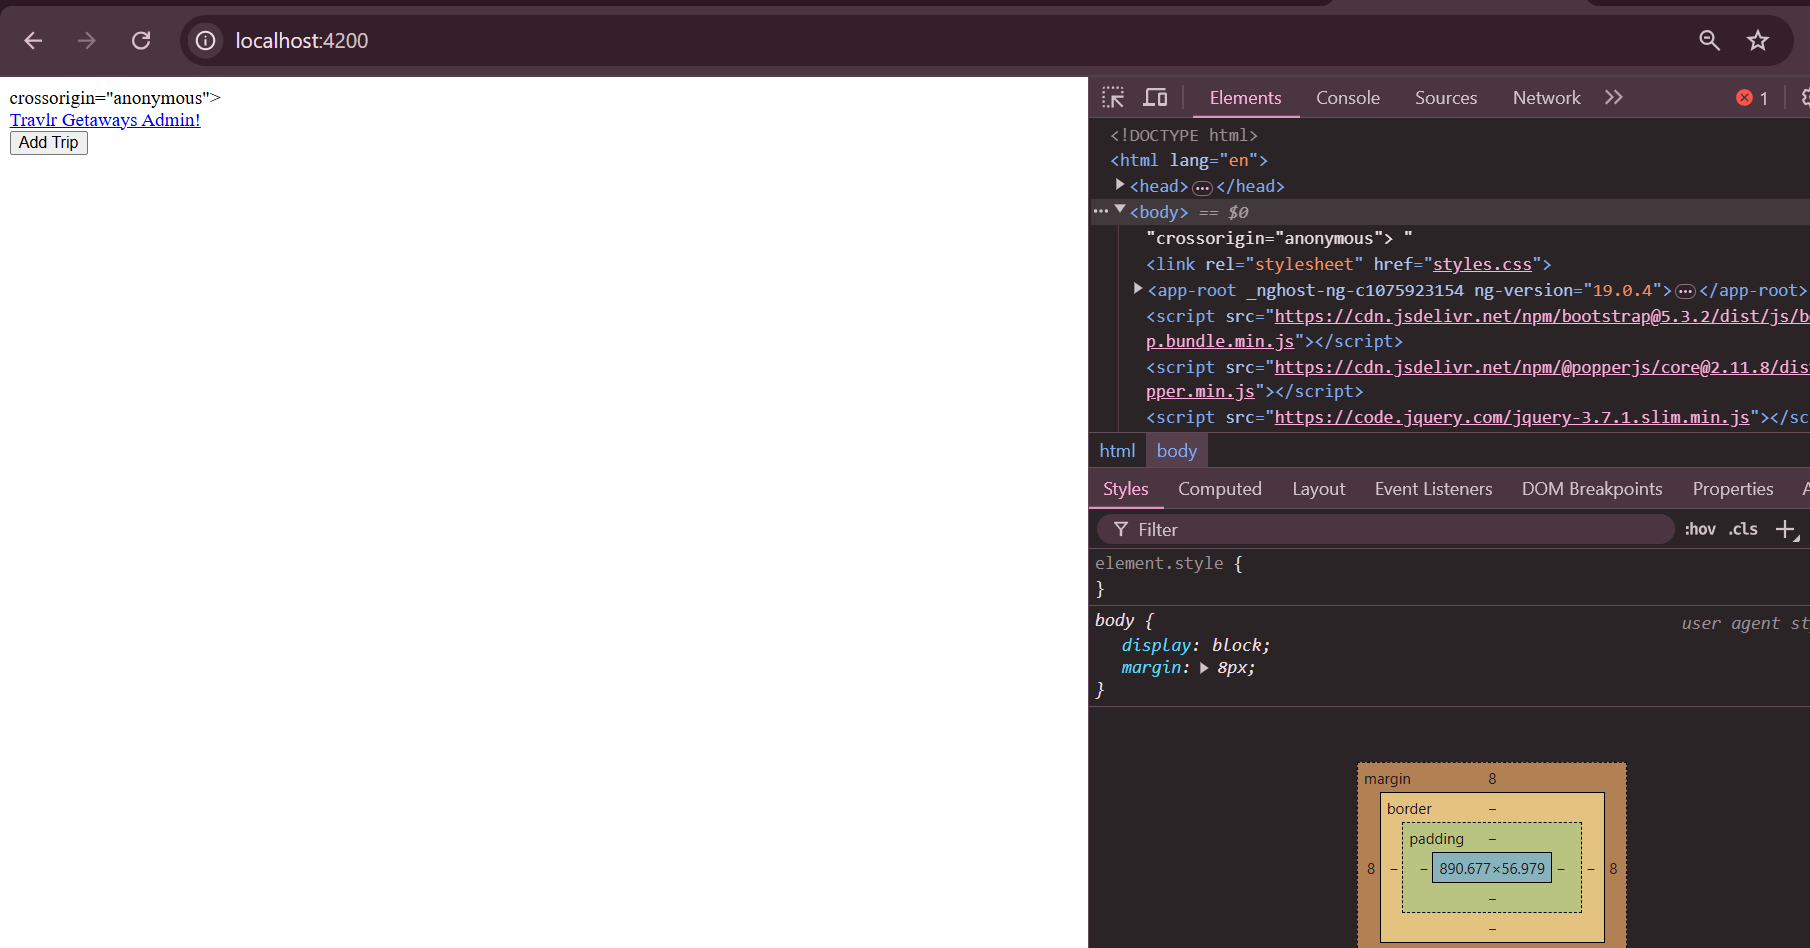 localhost:4200
crossorigin="anonymous">
Travlr Getaways Admin!
Add Trip
Elements Console Sources Network 1
<!DOCTYPE html>
<html lang="en">
<head> </head>
<body> == $0
"crossorigin="anonymous"> "
<link rel="stylesheet" href="styles.css">
<app-root _nghost-ng-c1075923154 ng-version="19.0.4"> </app-root>
<script src="https://cdn.jsdelivr.net/npm/bootstrap@5.3.2/dist/js/bo
p.bundle.min.js"></script>
<script src="https://cdn.jsdelivr.net/npm/@popperjs/core@2.11.8/dis
pper.min.js"></script>
<script src="https://code.jquery.com/jquery-3.7.1.slim.min.js"></sc
html body
Styles Computed Layout Event Listeners DOM Breakpoints Properties A
Filter :hov .cls
element.style {
}
body { user agent st
display: block;
margin: 8px;
}
margin 8
border –
padding –
8 – – 890.677×56.979 – – 8
–
–